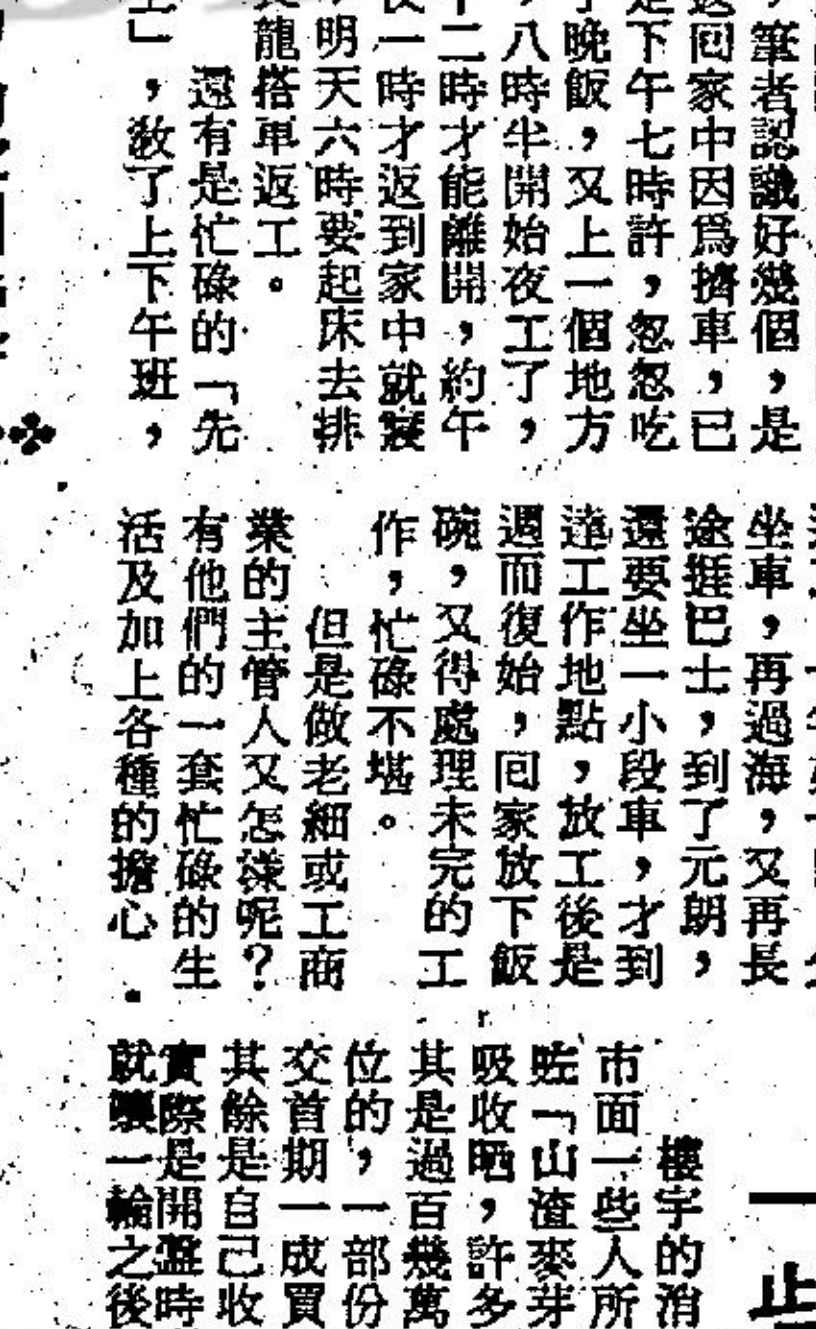 ，筆者認識好幾個，是
返回家中因爲擠車，已
是下午七時許，怱怱吃
了晚飯，又上一個地方
，八時半開始夜工了，
十二時才能離開，約午
夜一時才返到家中就寢
，明天六時要起床去排
長龍搭車返工。
還有是忙碌的「先
生」，敎了上下午班，
坐車，再過海，又再長
途搓巴士，到了元朗，
還要坐一小段車，才到
達工作地點，放工後是
週而復始，回家放下飯
碗，又得處理未完的工
作，忙碌不堪。
但是做老細或工商
業的主管人又怎樣呢？
有他們的一套忙碌的生
活及加上各種的擔心
樓宇的消
市面一些人所
吸收晒，許多
其是過百幾萬
位的，一部份
交首期一成買
其餘是自己收
實際是開盤時
就嚷一輪之後